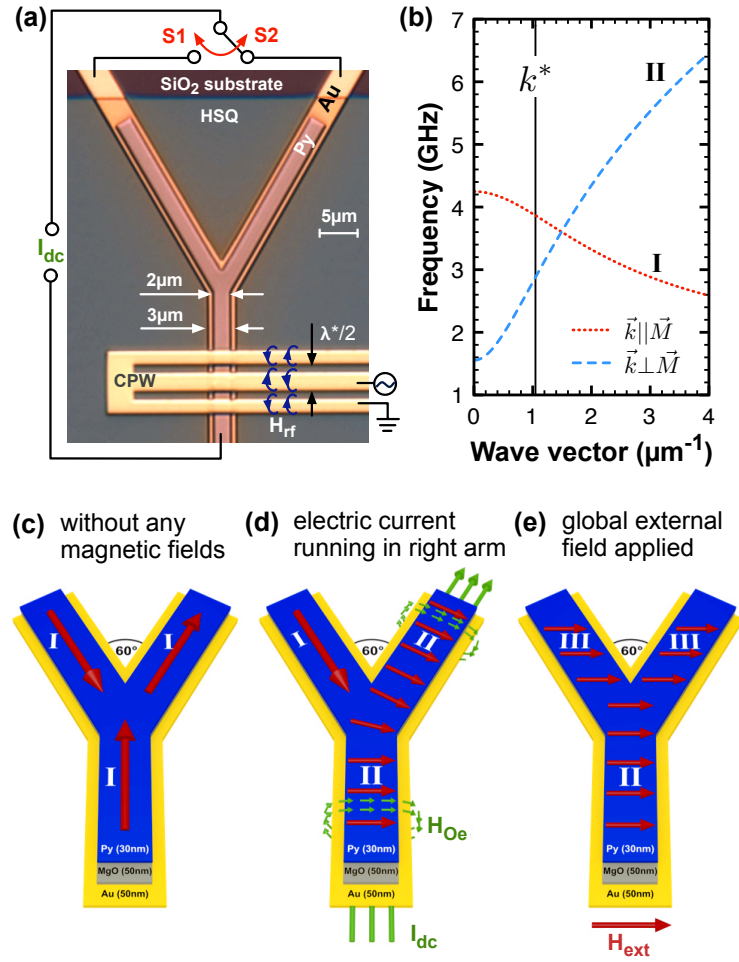 (a)
S1 S2
SiO2 substrate
HSQ
Au
Py
5µm
Idc
2µm
3µm
λ*/2
CPW
Hrf
(b)
7
6
5
4
3
2
1
Frequency (GHz)
k*
II
I
k||M
k⊥M
0 1 2 3 4
Wave vector (µm-1)
(c) without any
magnetic fields
I
60°
I
I
Py (30nm)
MgO (50nm)
Au (50nm)
(d) electric current
running in right arm
I
60°
II
II
HOe
Py (30nm)
MgO (50nm)
Au (50nm)
Idc
(e) global external
field applied
III
60°
III
II
Py (30nm)
MgO (50nm)
Au (50nm)
Hext